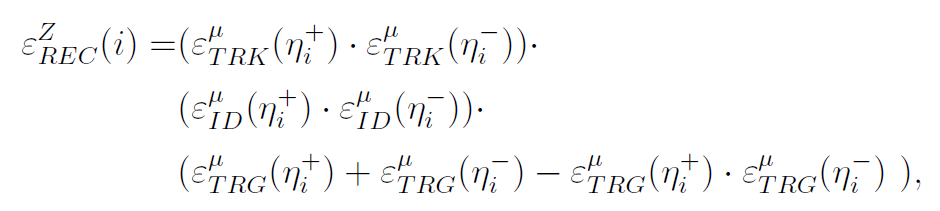 ε^Z_{REC}(i) =(ε^μ_{TRK}(η^+_i) · ε^μ_{TRK}(η^-_i))·
(ε^μ_{ID}(η^+_i) · ε^μ_{ID}(η^-_i))·
(ε^μ_{TRG}(η^+_i) + ε^μ_{TRG}(η^-_i) − ε^μ_{TRG}(η^+_i) · ε^μ_{TRG}(η^-_i) ),